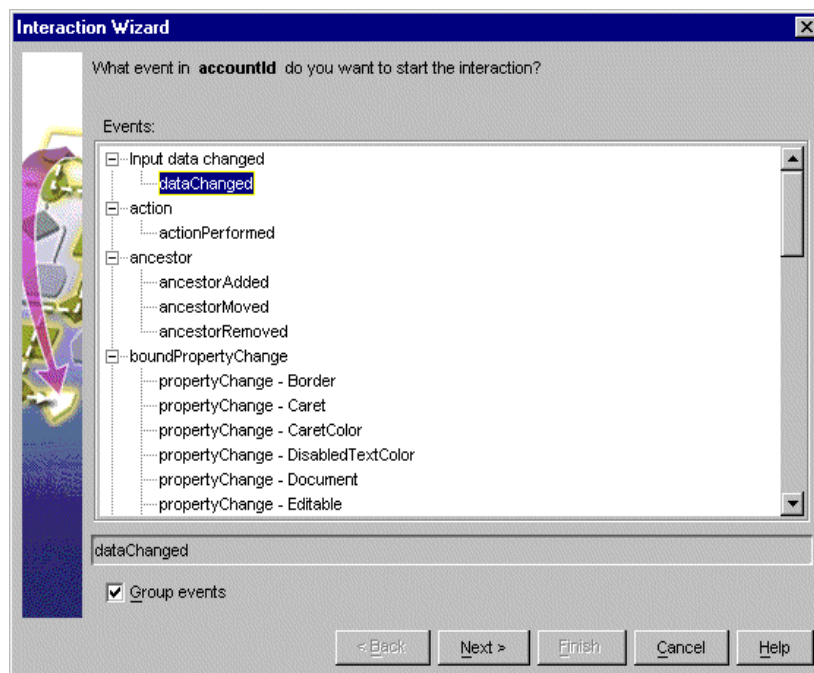 Interaction Wizard
What event in accountId do you want to start the interaction?
Events:
Input data changed
dataChanged
action
actionPerformed
ancestor
ancestorAdded
ancestorMoved
ancestorRemoved
boundPropertyChange
propertyChange - Border
propertyChange - Caret
propertyChange - CaretColor
propertyChange - DisabledTextColor
propertyChange - Document
propertyChange - Editable
dataChanged
Group events
< Back Next > Finish Cancel Help